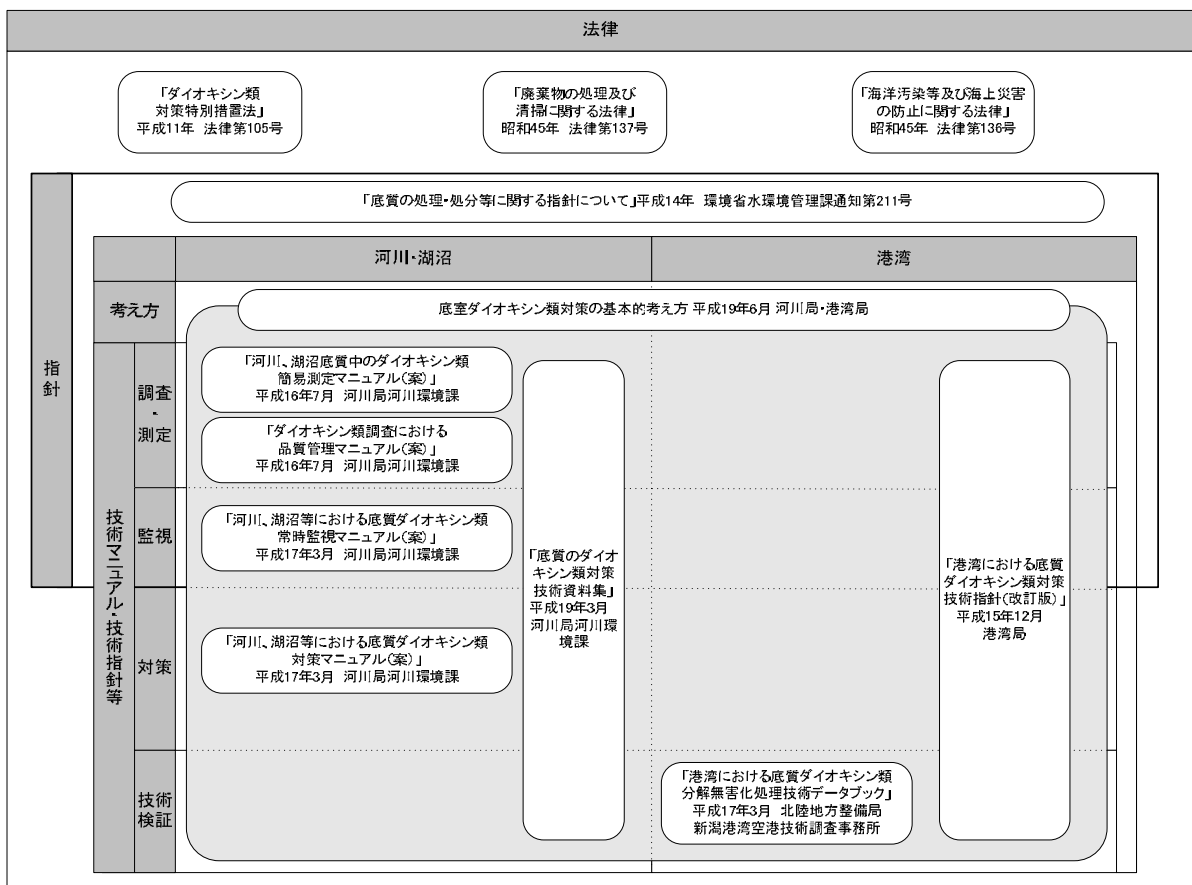 法律
「ダイオキシン類
対策特別措置法」
平成11年 法律第105号
「廃棄物の処理及び
清掃に関する法律」
昭和45年 法律第137号
「海洋汚染等及び海上災害
の防止に関する法律」
昭和45年 法律第136号
指針
「底質の処理・処分等に関する指針について」平成14年 環境省水環境管理課通知第211号
河川・湖沼
港湾
考え方
底室ダイオキシン類対策の基本的考え方 平成19年6月 河川局・港湾局
技術マニュアル・技術指針等
調査・測定
「河川、湖沼底質中のダイオキシン類
簡易測定マニュアル(案)」
平成16年7月 河川局河川環境課
「ダイオキシン類調査における
品質管理マニュアル(案)」
平成16年7月 河川局河川環境課
監視
「河川、湖沼等における底質ダイオキシン類
常時監視マニュアル(案)」
平成17年3月 河川局河川環境課
対策
「河川、湖沼等における底質ダイオキシン類
対策マニュアル(案)」
平成17年3月 河川局河川環境課
「底質のダイオ
キシン類対策
技術資料集」
平成19年3月
河川局河川環
境課
「港湾における底質
ダイオキシン類対策
技術指針(改訂版)」
平成15年12月
港湾局
技術
検証
「港湾における底質ダイオキシン類
分解無害化処理技術データブック」
平成17年3月 北陸地方整備局
新潟港湾空港技術調査事務所